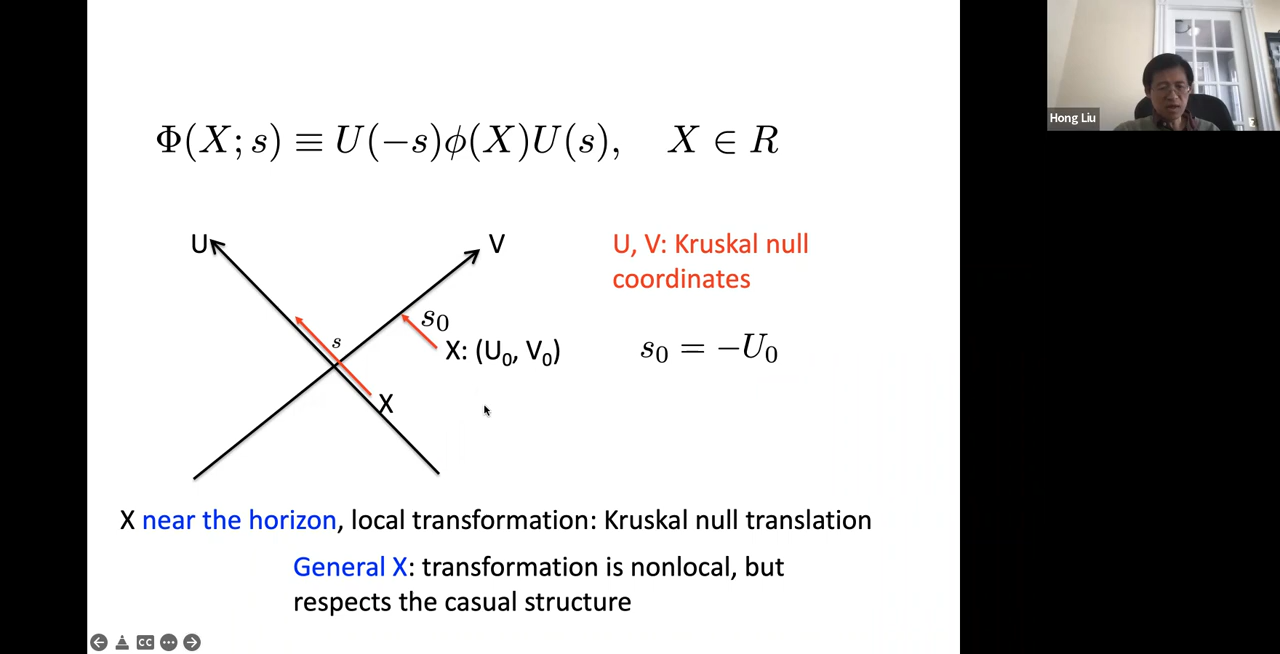 Φ(X; s) ≡ U(−s)ϕ(X)U(s),   X ∈ R
Hong Liu
U
V
U, V: Kruskal null
coordinates
s₀
s
X: (U₀, V₀)
s₀ = −U₀
X
X near the horizon, local transformation: Kruskal null translation
General X: transformation is nonlocal, but
respects the casual structure
CC